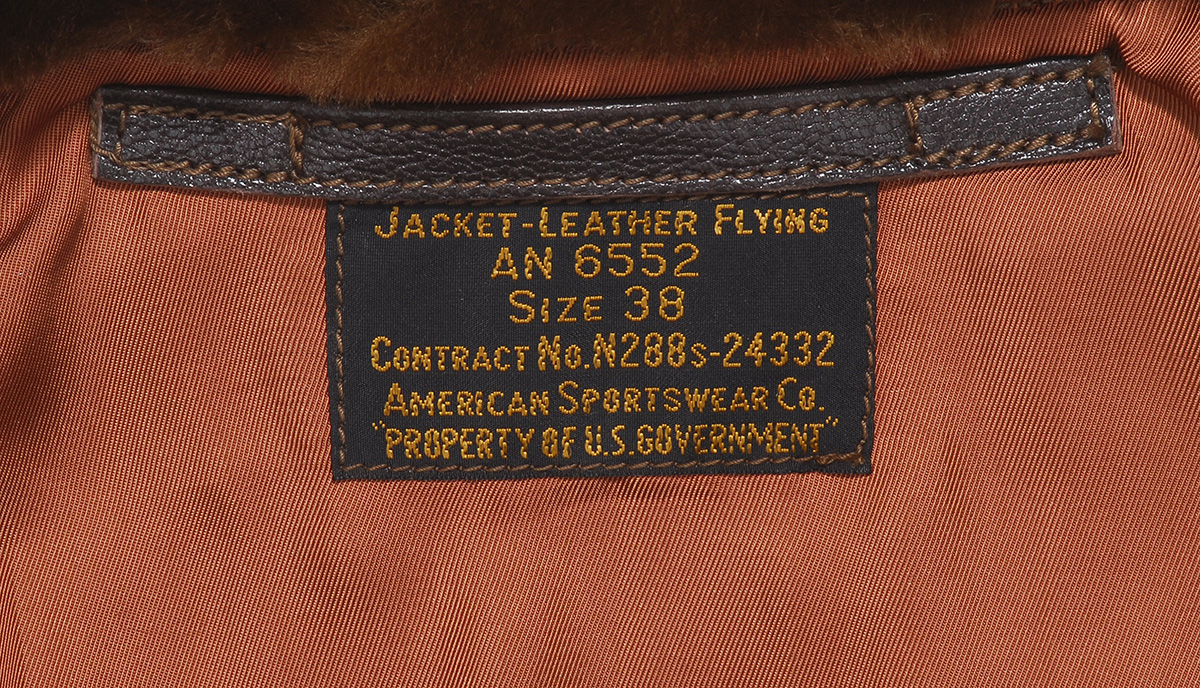 Jacket-Leather Flying
AN 6552
Size 38
Contract No.N288s-24332
American Sportswear Co.
"PROPERTY OF U.S.GOVERNMENT"